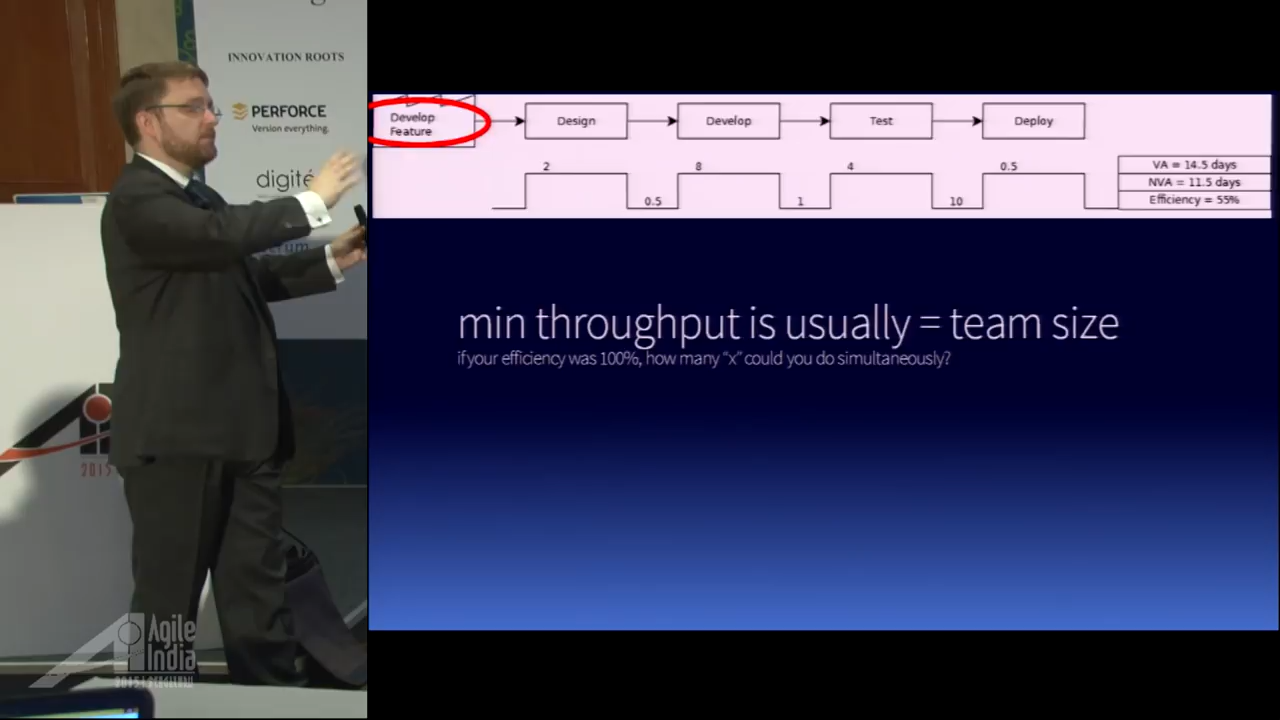 INNOVATION ROOTS
PERFORCE
Version everything.
digité
2015
Agile
India
Develop
Feature
Design
Develop
Test
Deploy
2
8
4
0.5
0.5
1
10
VA = 14.5 days
NVA = 11.5 days
Efficiency = 55%
min throughput is usually = team size
if your efficiency was 100%, how many “x” could you do simultaneously?